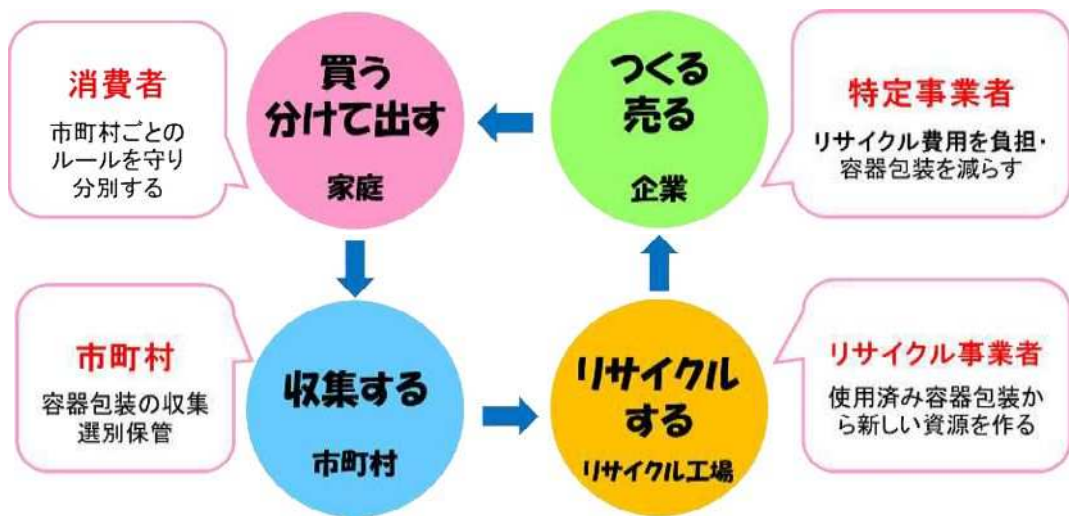 消費者
市町村ごとの
ルールを守り
分別する
買う
分けて出す
家庭
つくる
売る
企業
特定事業者
リサイクル費用を負担・
容器包装を減らす
市町村
容器包装の収集
選別保管
収集する
市町村
リサイクル
する
リサイクル工場
リサイクル事業者
使用済み容器包装か
ら新しい資源を作る